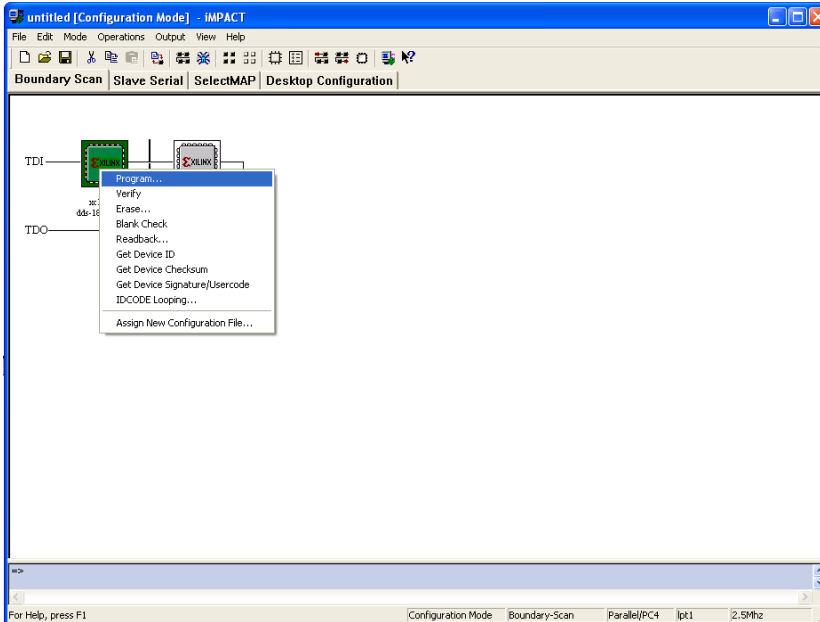 untitled [Configuration Mode] - iMPACT
File Edit Mode Operations Output View Help
Boundary Scan Slave Serial SelectMAP Desktop Configuration
TDI
XILINX
XILINX
Program...
Verify
Erase...
Blank Check
Readback...
Get Device ID
Get Device Checksum
Get Device Signature/Usercode
IDCODE Looping...
Assign New Configuration File...
TDO
=>
For Help, press F1 Configuration Mode Boundary-Scan Parallel/PC4 lpt1 2.5Mhz